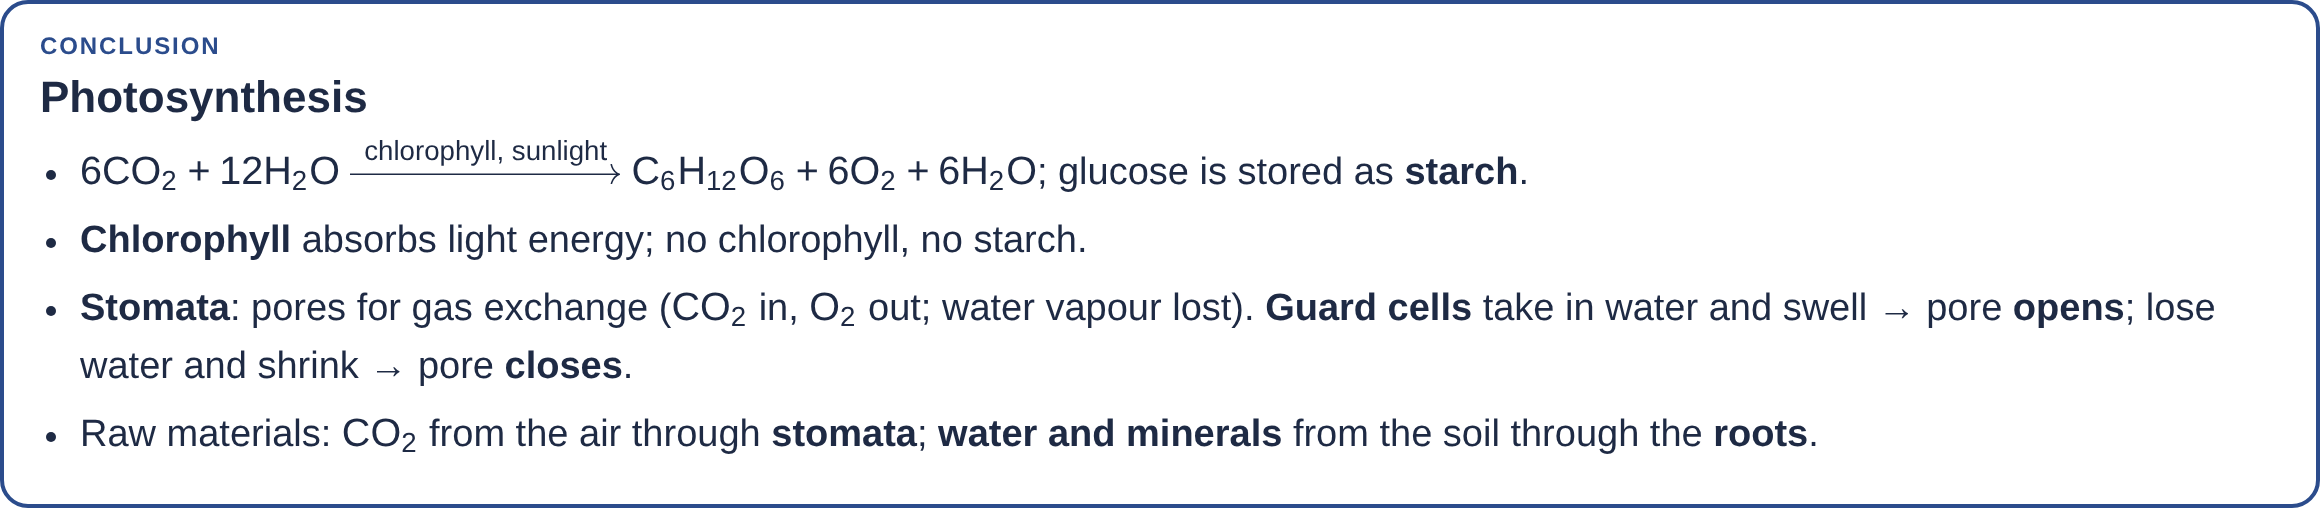 CONCLUSION
Photosynthesis
• 6CO₂ + 12H₂O —chlorophyll, sunlight→ C₆H₁₂O₆ + 6O₂ + 6H₂O; glucose is stored as starch.
• Chlorophyll absorbs light energy; no chlorophyll, no starch.
• Stomata: pores for gas exchange (CO₂ in, O₂ out; water vapour lost). Guard cells take in water and swell → pore opens; lose
water and shrink → pore closes.
• Raw materials: CO₂ from the air through stomata; water and minerals from the soil through the roots.